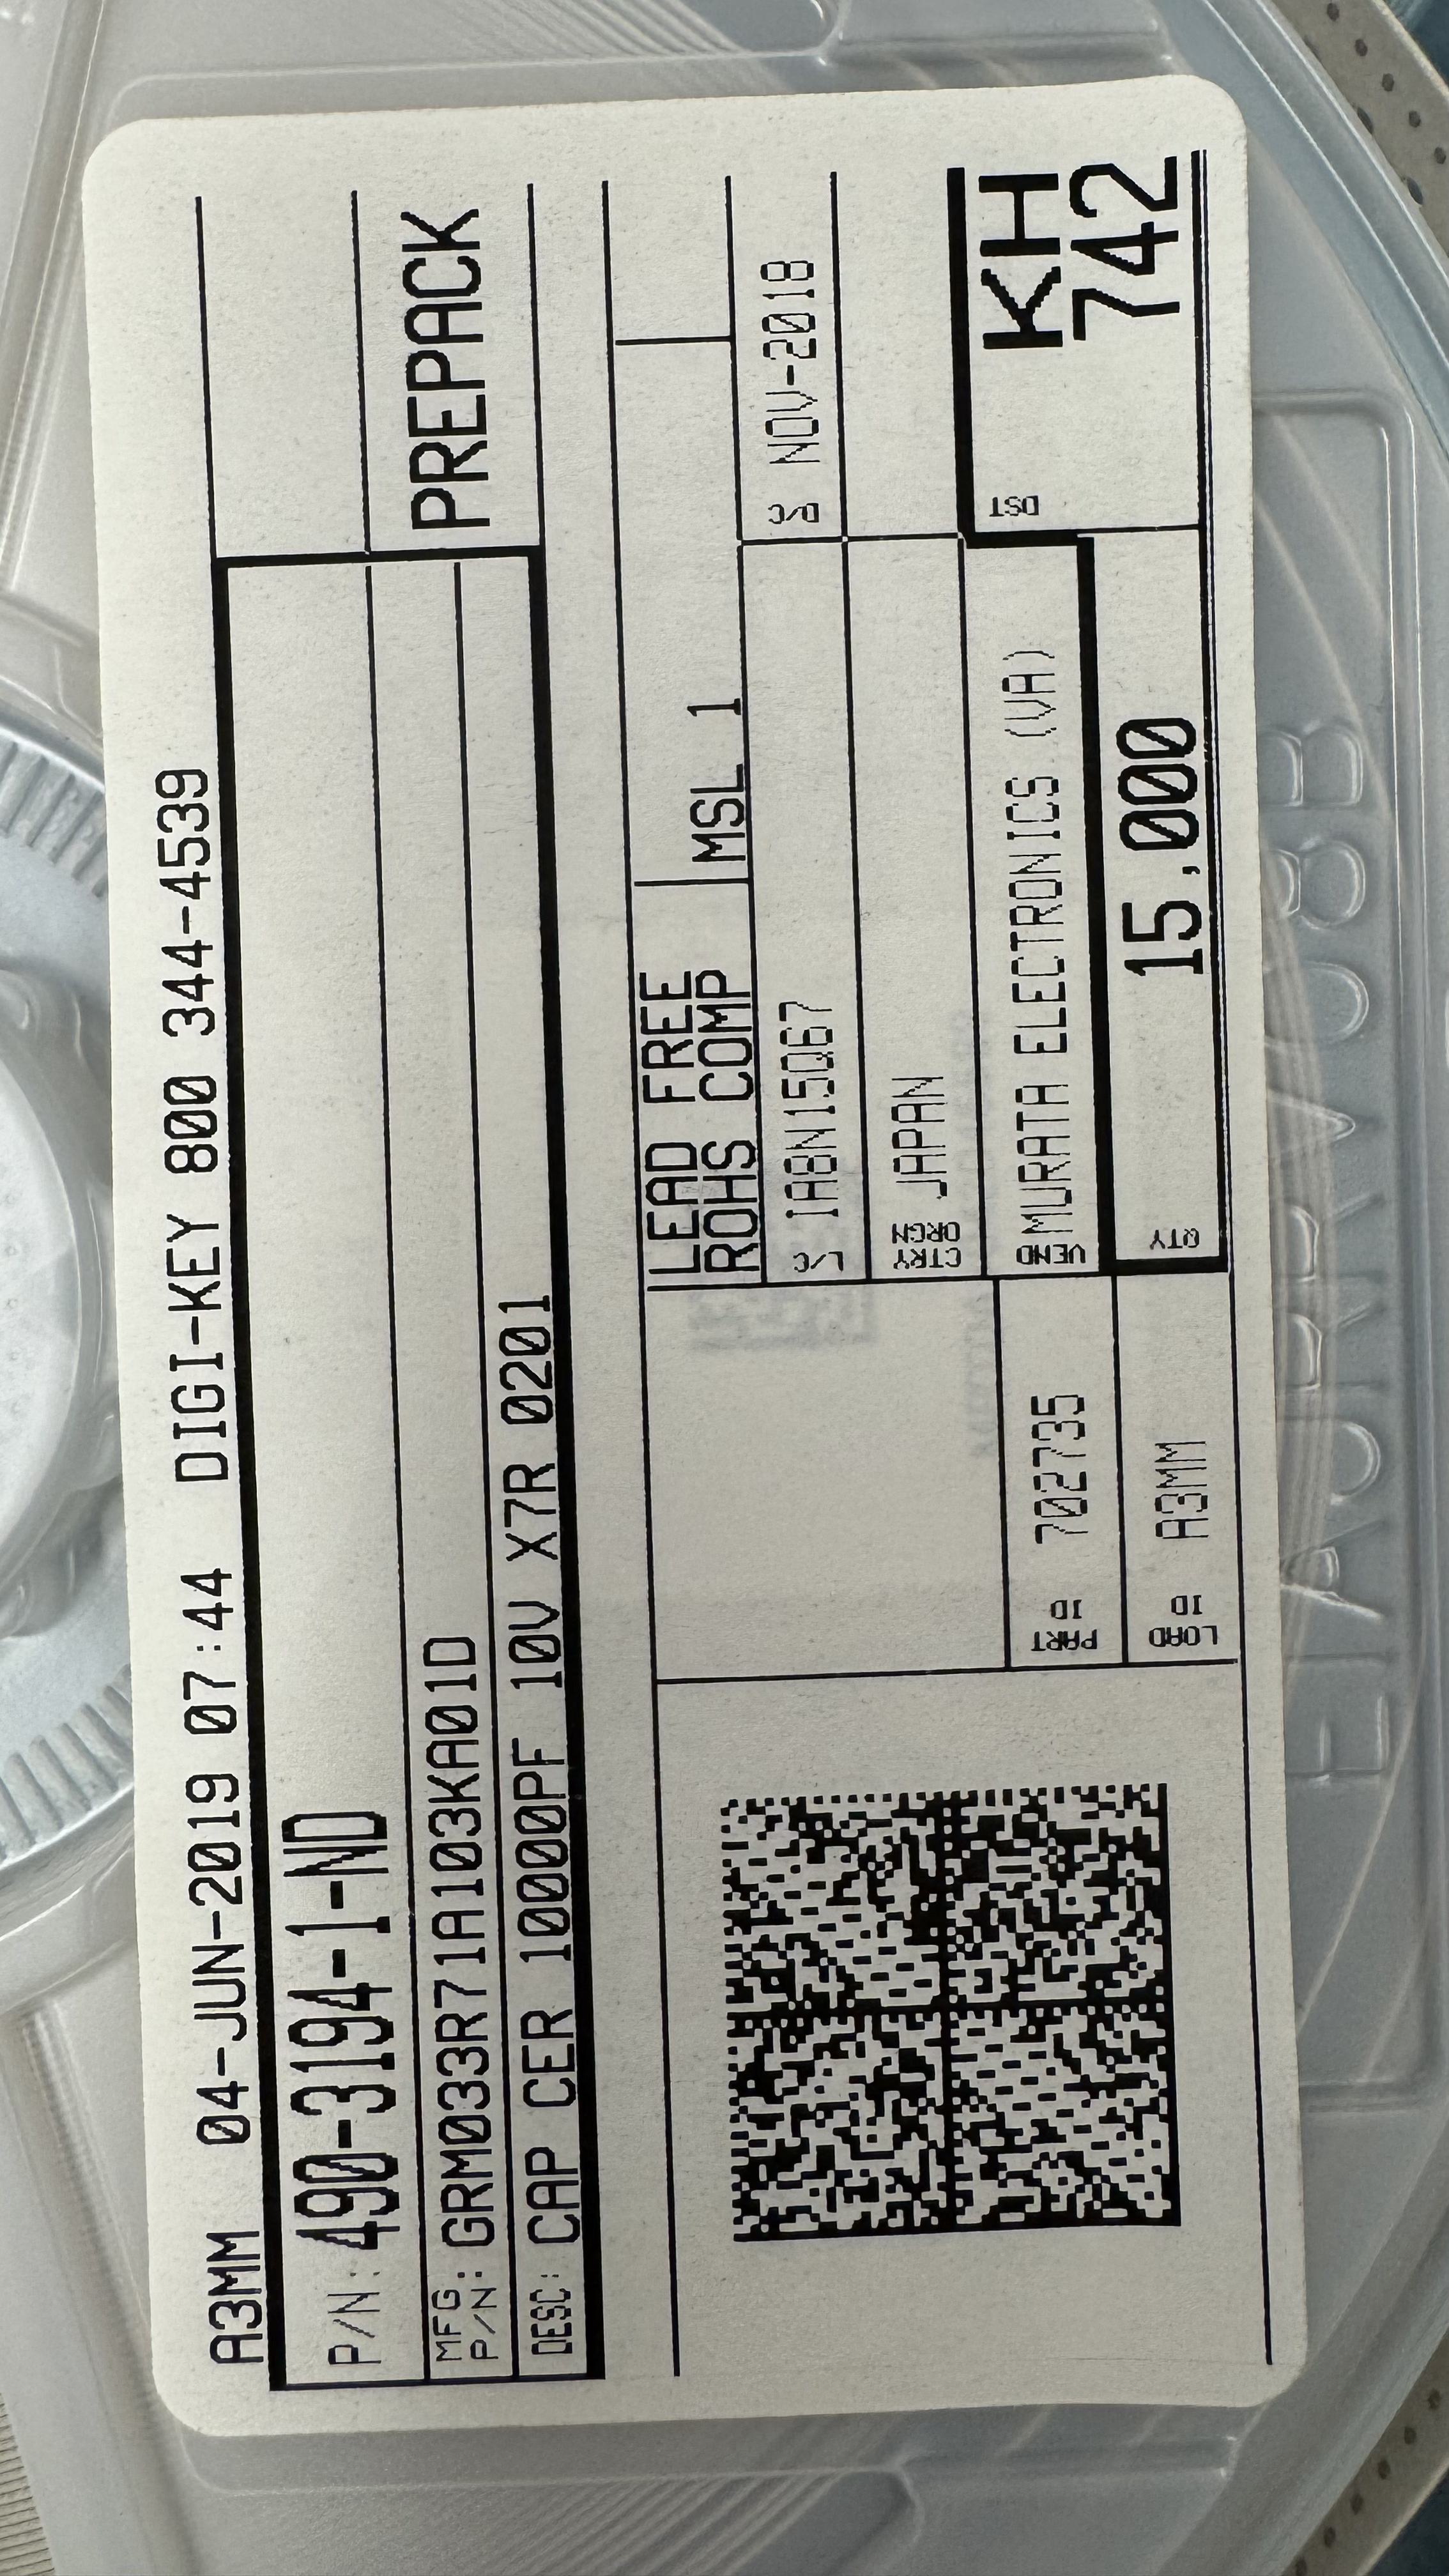 A3MM 04-JUN-2019 07:44 DIGI-KEY 800 344-4539
P/N: 490-3194-1-ND
MFG. P/N: GRM033R71A103KA01D
PREPACK
DESC: CAP CER 10000PF 10V X7R 0201
LEAD FREE
ROHS COMP
MSL 1
L/C IA8N15Q67
D/C NOV-2018
CTRY ORGN JAPAN
PART ID 702735
VEND MURATA ELECTRONICS (VA)
LOAD ID A3MM
QTY 15,000
DST KH
742